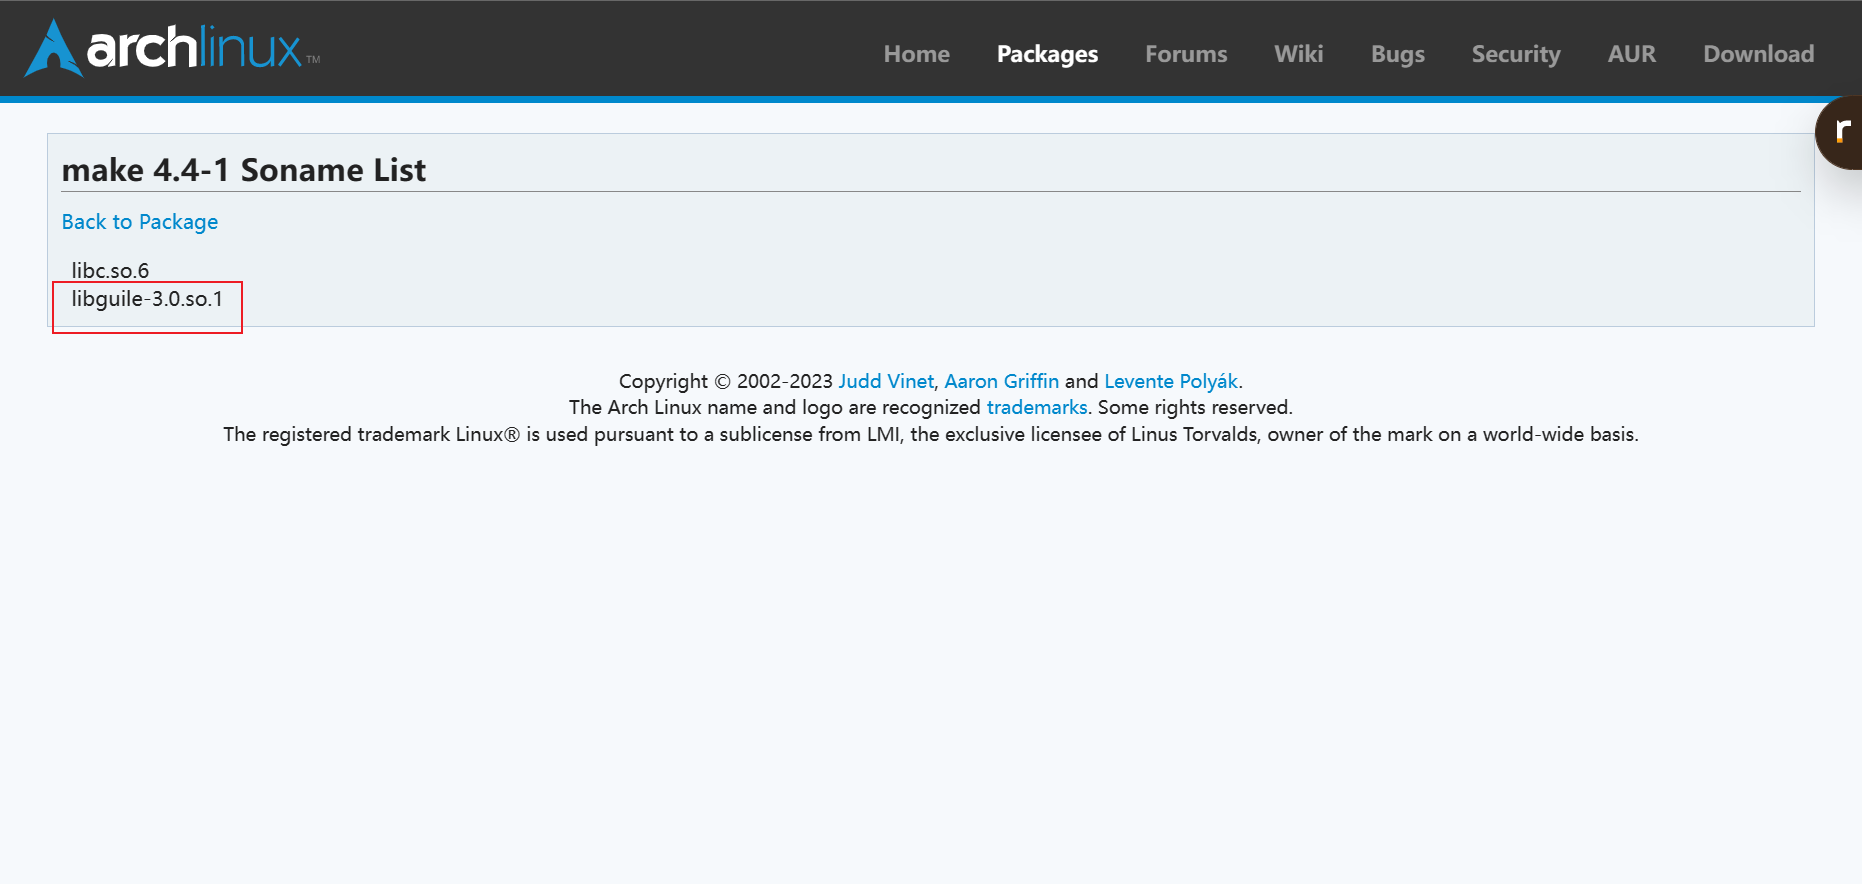 archlinux™
Home Packages Forums Wiki Bugs Security AUR Download
r
make 4.4-1 Soname List
Back to Package
libc.so.6
libguile-3.0.so.1
Copyright © 2002-2023 Judd Vinet, Aaron Griffin and Levente Polyák.
The Arch Linux name and logo are recognized trademarks. Some rights reserved.
The registered trademark Linux® is used pursuant to a sublicense from LMI, the exclusive licensee of Linus Torvalds, owner of the mark on a world-wide basis.